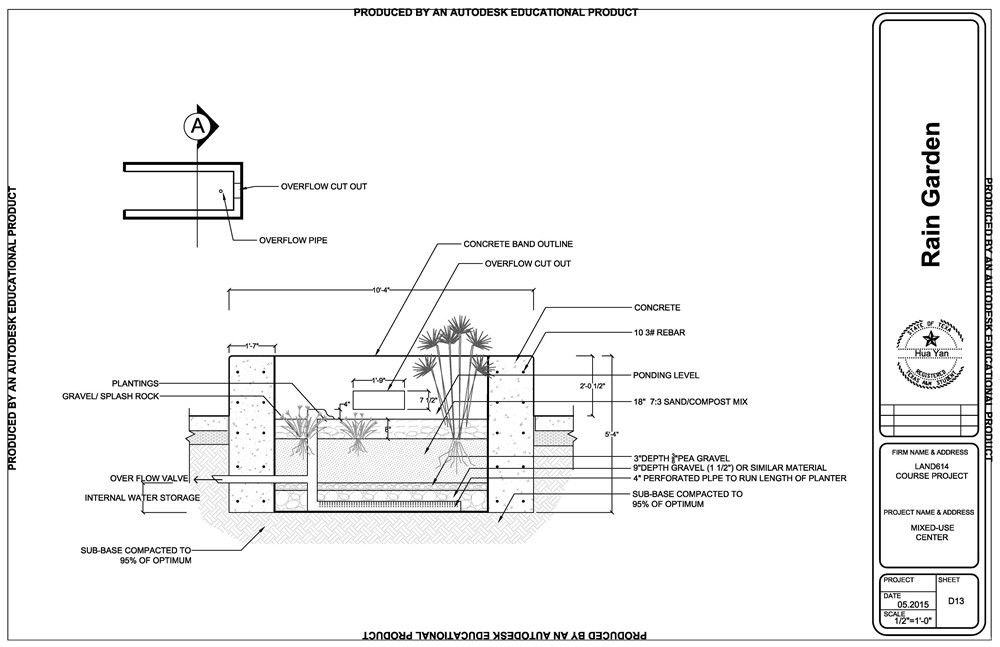 PRODUCED BY AN AUTODESK EDUCATIONAL PRODUCT
PRODUCED BY AN AUTODESK EDUCATIONAL PRODUCT
A
OVERFLOW CUT OUT
OVERFLOW PIPE
CONCRETE BAND OUTLINE
OVERFLOW CUT OUT
10'-4"
CONCRETE
10 3# REBAR
1'-7"
PLANTINGS
GRAVEL/ SPLASH ROCK
1'-9"
7 1/2"
4"
8"
2'-0 1/2"
5'-4"
PONDING LEVEL
18" 7:3 SAND/COMPOST MIX
3"DEPTH PEA GRAVEL
9"DEPTH GRAVEL (1 1/2") OR SIMILAR MATERIAL
4" PERFORATED PLPE TO RUN LENGTH OF PLANTER
SUB-BASE COMPACTED TO
95% OF OPTIMUM
OVER FLOW VALVE
INTERNAL WATER STORAGE
SUB-BASE COMPACTED TO
95% OF OPTIMUM
PRODUCED BY AN AUTODESK EDUCATIONAL PRODUCT
Rain Garden
STATE OF TEXAS
Hua Yan
REGISTERED
TEXAS A&M STUDENT
FIRM NAME & ADDRESS
LAND614
COURSE PROJECT
PROJECT NAME & ADDRESS
MIXED-USE
CENTER
PROJECT
SHEET
D13
DATE
05.2015
SCALE
1/2"=1'-0"
PRODUCED BY AN AUTODESK EDUCATIONAL PRODUCT